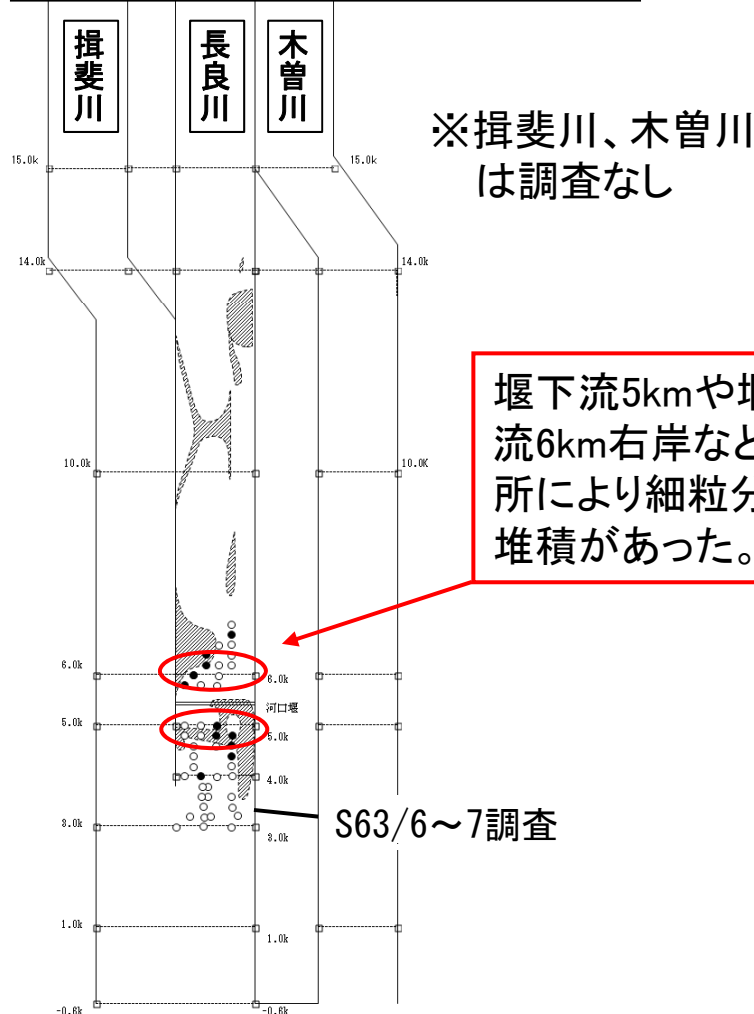 揖斐川
長良川
木曽川
※揖斐川、木曽川
は調査なし
15.0k
15.0k
14.0k
14.0k
堰下流5kmや堰
流6km右岸など
所により細粒分
堆積があった。
10.0k
10.0K
6.0k
6.0k
河口堰
5.0k
5.0k
4.0k
S63/6～7調査
3.0k
3.0k
1.0k
1.0k
-0.6k
-0.6k